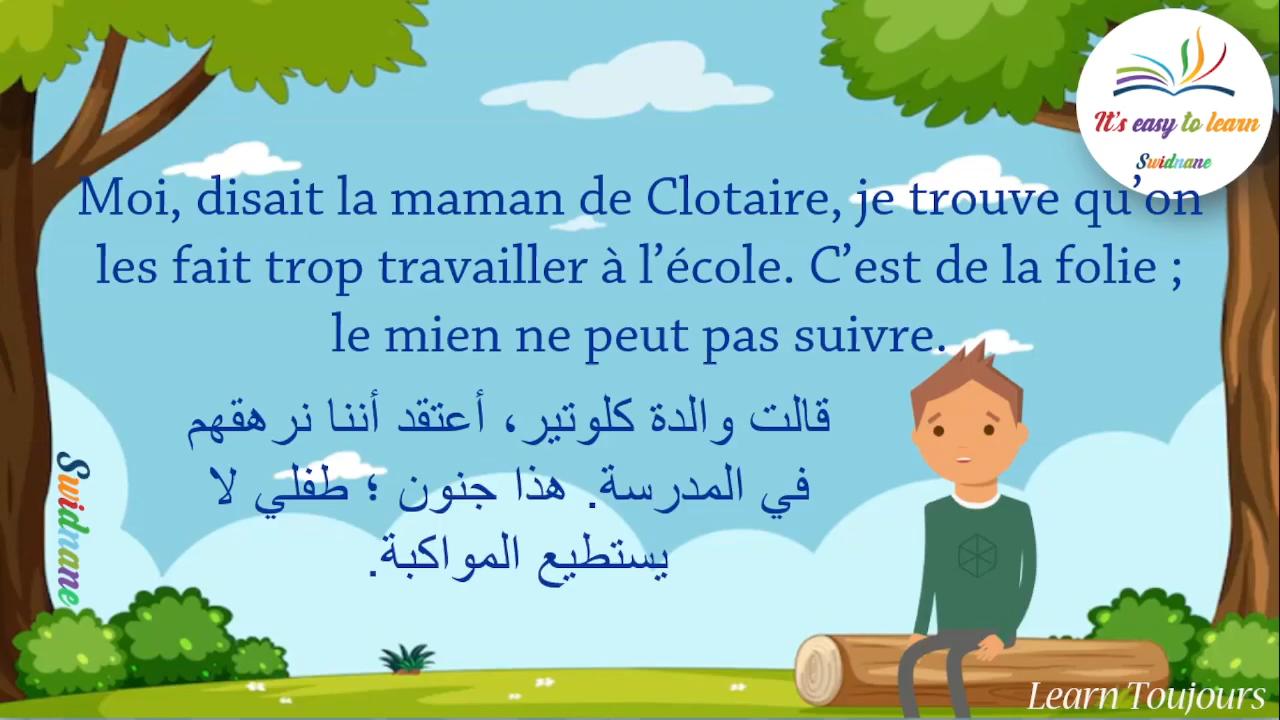 It's easy to learn
Swidnane
Moi, disait la maman de Clotaire, je trouve qu'on
les fait trop travailler à l'école. C'est de la folie ;
le mien ne peut pas suivre.
قالت والدة كلوتير، أعتقد أننا نرهقهم
في المدرسة. هذا جنون ؛ طفلي لا
يستطيع المواكبة.
Swidnane
Learn Toujours